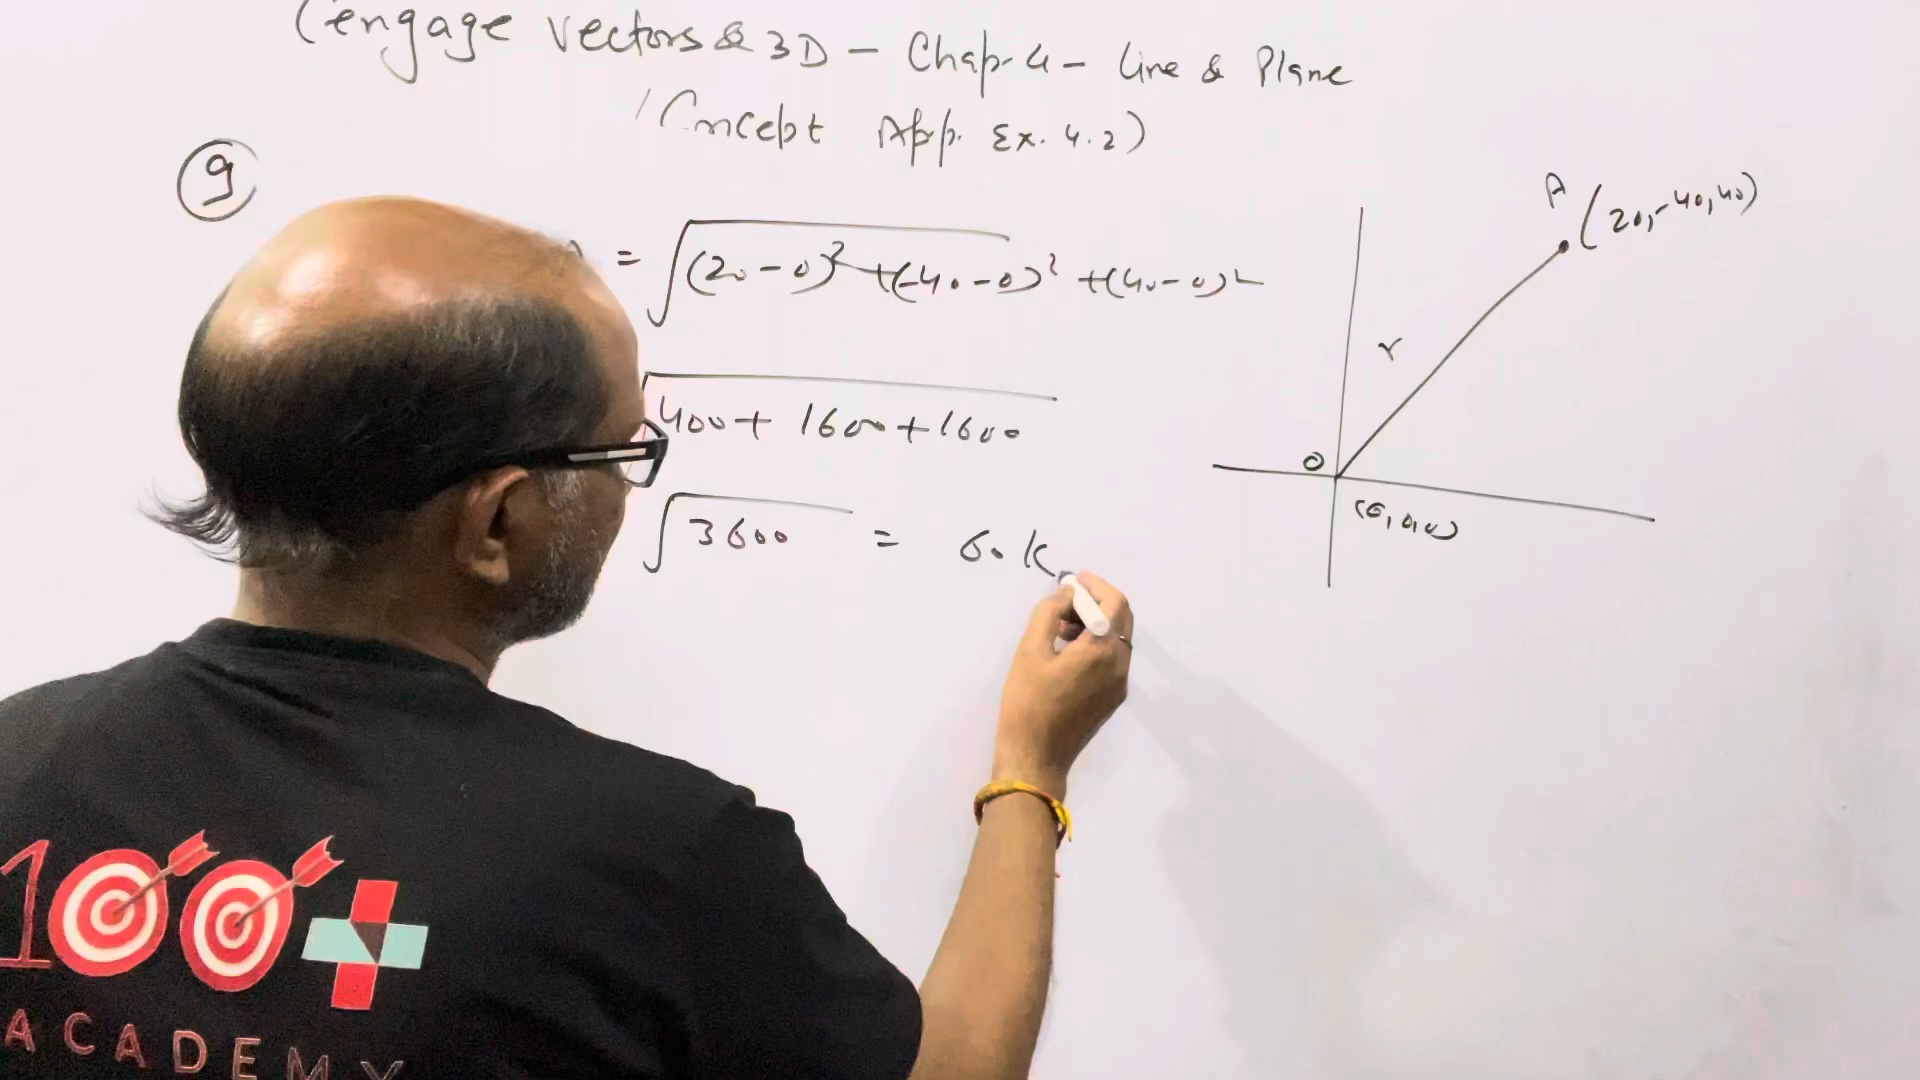 Cengage Vectors & 3D - Chap-4 - Line & Plane
(Concept App. Ex. 4.2)
9
= √(20-0)² + (-40-0)² + (40-0)²
400 + 1600 + 1600
√3600 = 60 k
A (20, -40, 40)
r
O
(0,0,0)
100+
ACADEMY